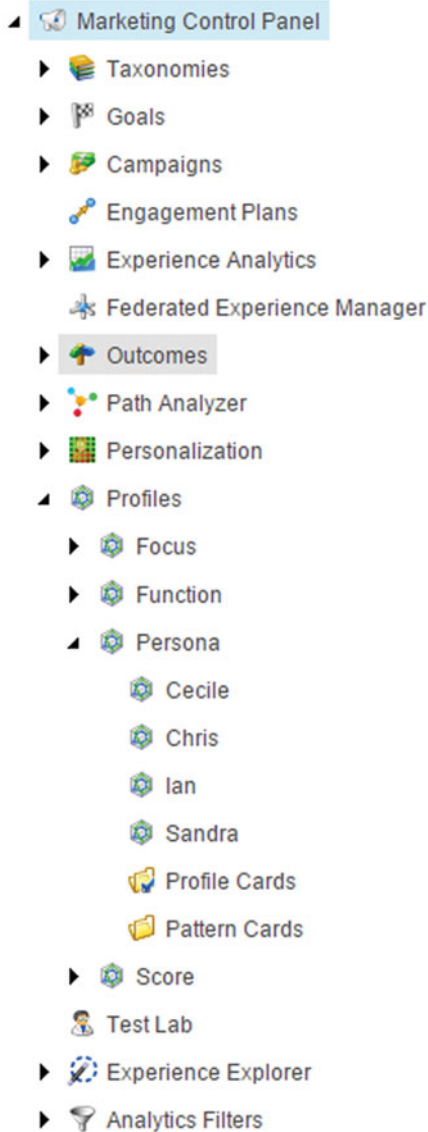 Marketing Control Panel
Taxonomies
Goals
Campaigns
Engagement Plans
Experience Analytics
Federated Experience Manager
Outcomes
Path Analyzer
Personalization
Profiles
Focus
Function
Persona
Cecile
Chris
Ian
Sandra
Profile Cards
Pattern Cards
Score
Test Lab
Experience Explorer
Analytics Filters